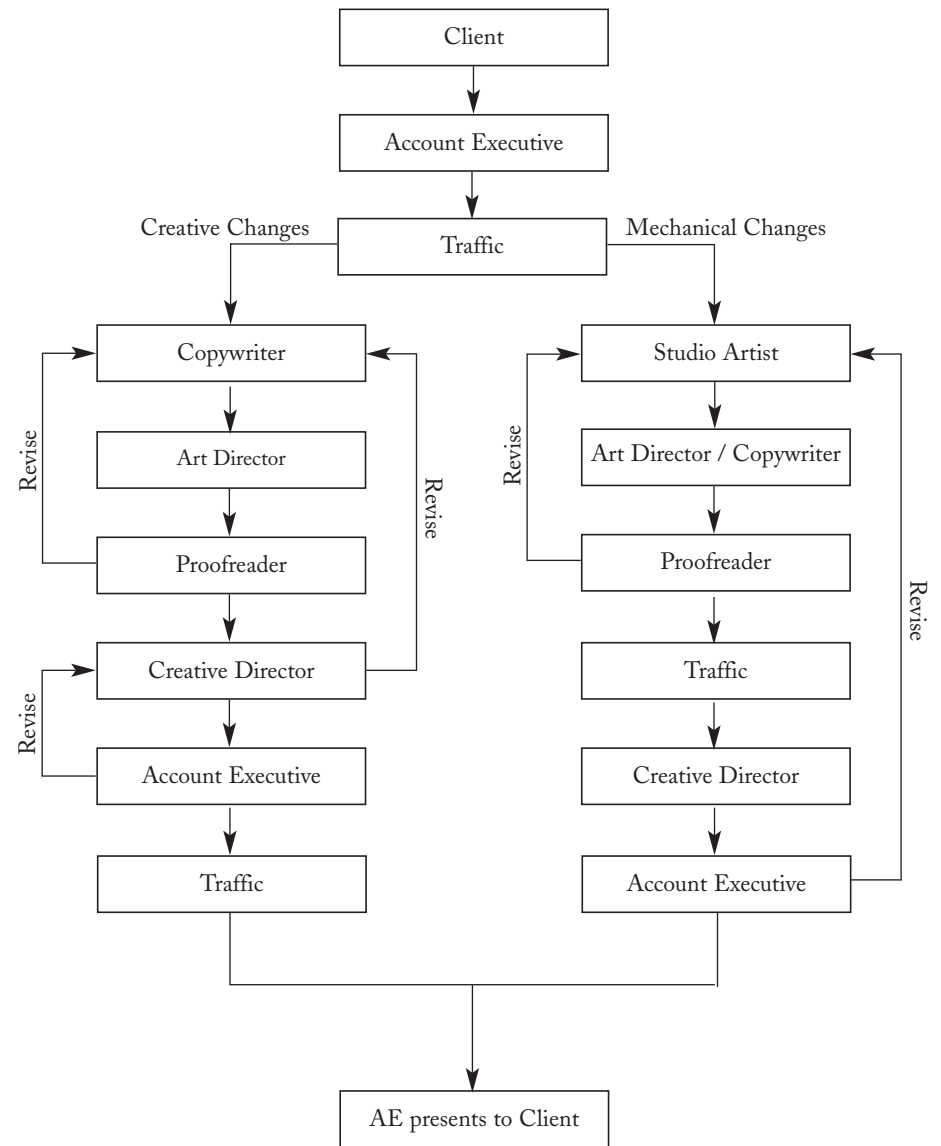 Client
Account Executive
Creative Changes
Traffic
Mechanical Changes
Copywriter
Art Director
Proofreader
Creative Director
Account Executive
Traffic
Revise
Revise
Revise
Studio Artist
Art Director / Copywriter
Proofreader
Traffic
Creative Director
Account Executive
Revise
Revise
AE presents to Client